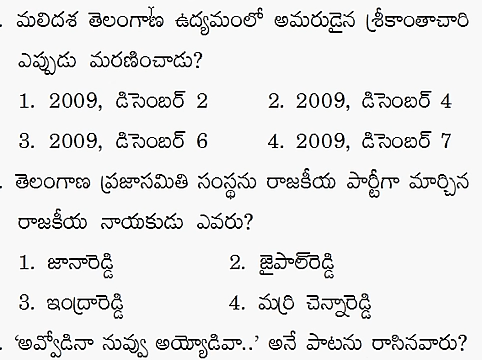 . మలిదశ తెలంగాణ ఉద్యమంలో అమరుడైన శ్రీకాంతాచారి
ఎప్పుడు మరణించాడు?
1. 2009, డిసెంబర్ 2 2. 2009, డిసెంబర్ 4
3. 2009, డిసెంబర్ 6 4. 2009, డిసెంబర్ 7
. తెలంగాణ ప్రజాసమితి సంస్థను రాజకీయ పార్టీగా మార్చిన
రాజకీయ నాయకుడు ఎవరు?
1. జానారెడ్డి 2. జైపాల్‌రెడ్డి
3. ఇంద్రారెడ్డి 4. మర్రి చెన్నారెడ్డి
. ‘అవ్వోడినా నువ్వు అయ్యోడివా..’ అనే పాటను రాసినవారు?